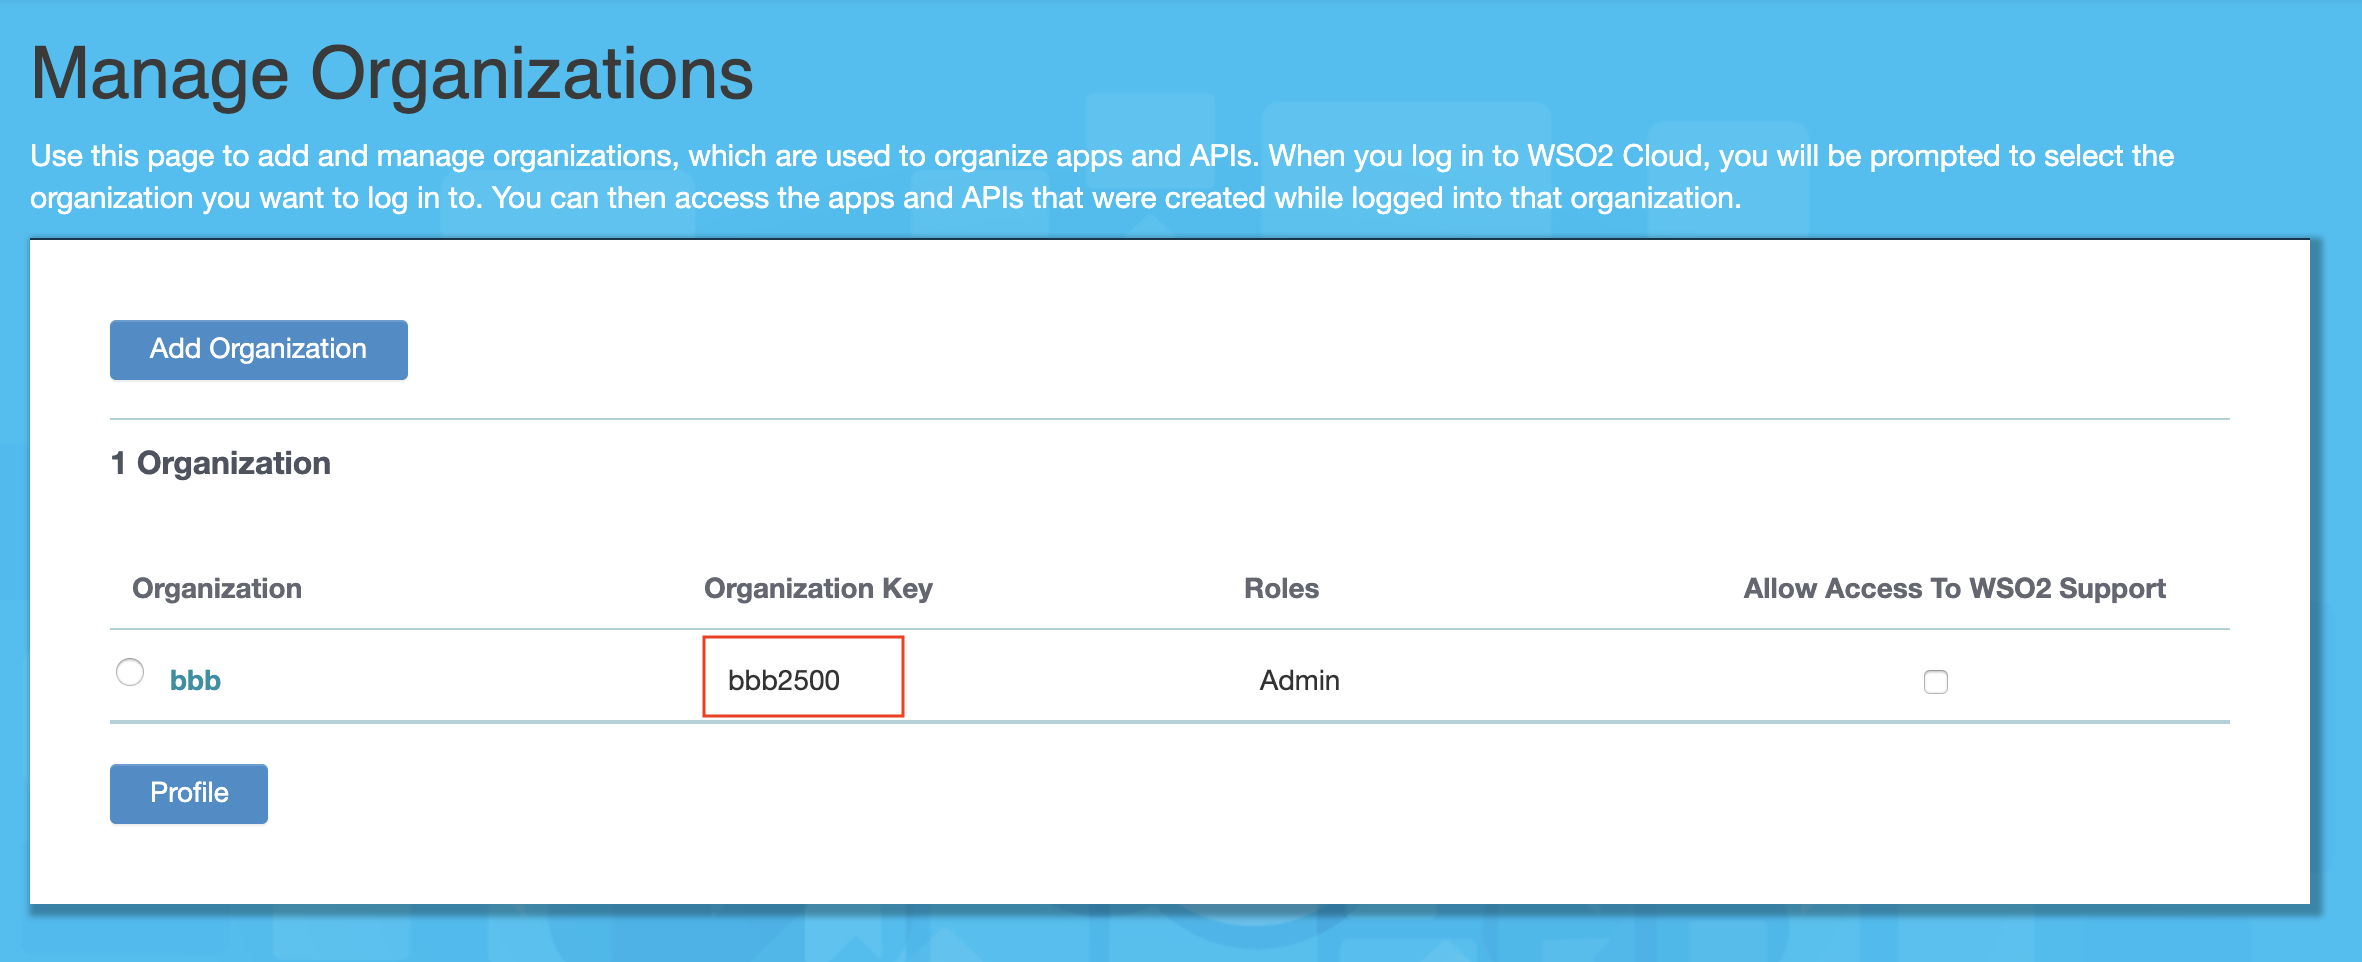 Manage Organizations
Use this page to add and manage organizations, which are used to organize apps and APIs. When you log in to WSO2 Cloud, you will be prompted to select the
organization you want to log in to. You can then access the apps and APIs that were created while logged into that organization.
Add Organization
1 Organization
Organization Organization Key Roles Allow Access To WSO2 Support
bbb bbb2500 Admin
Profile